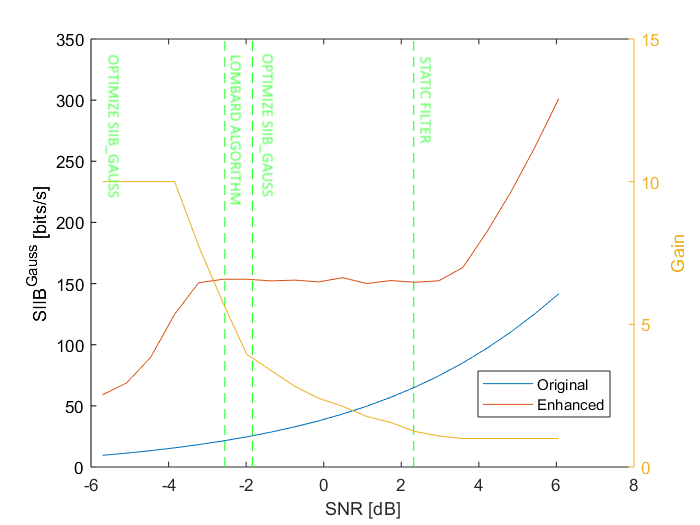 350
300
250
200
150
100
50
0
SIIB^Gauss [bits/s]
OPTIMIZE SIIB_GAUSS
LOMBARD ALGORITHM
OPTIMIZE SIIB_GAUSS
STATIC FILTER
15
10
5
0
Gain
Original
Enhanced
-6 -4 -2 0 2 4 6 8
SNR [dB]